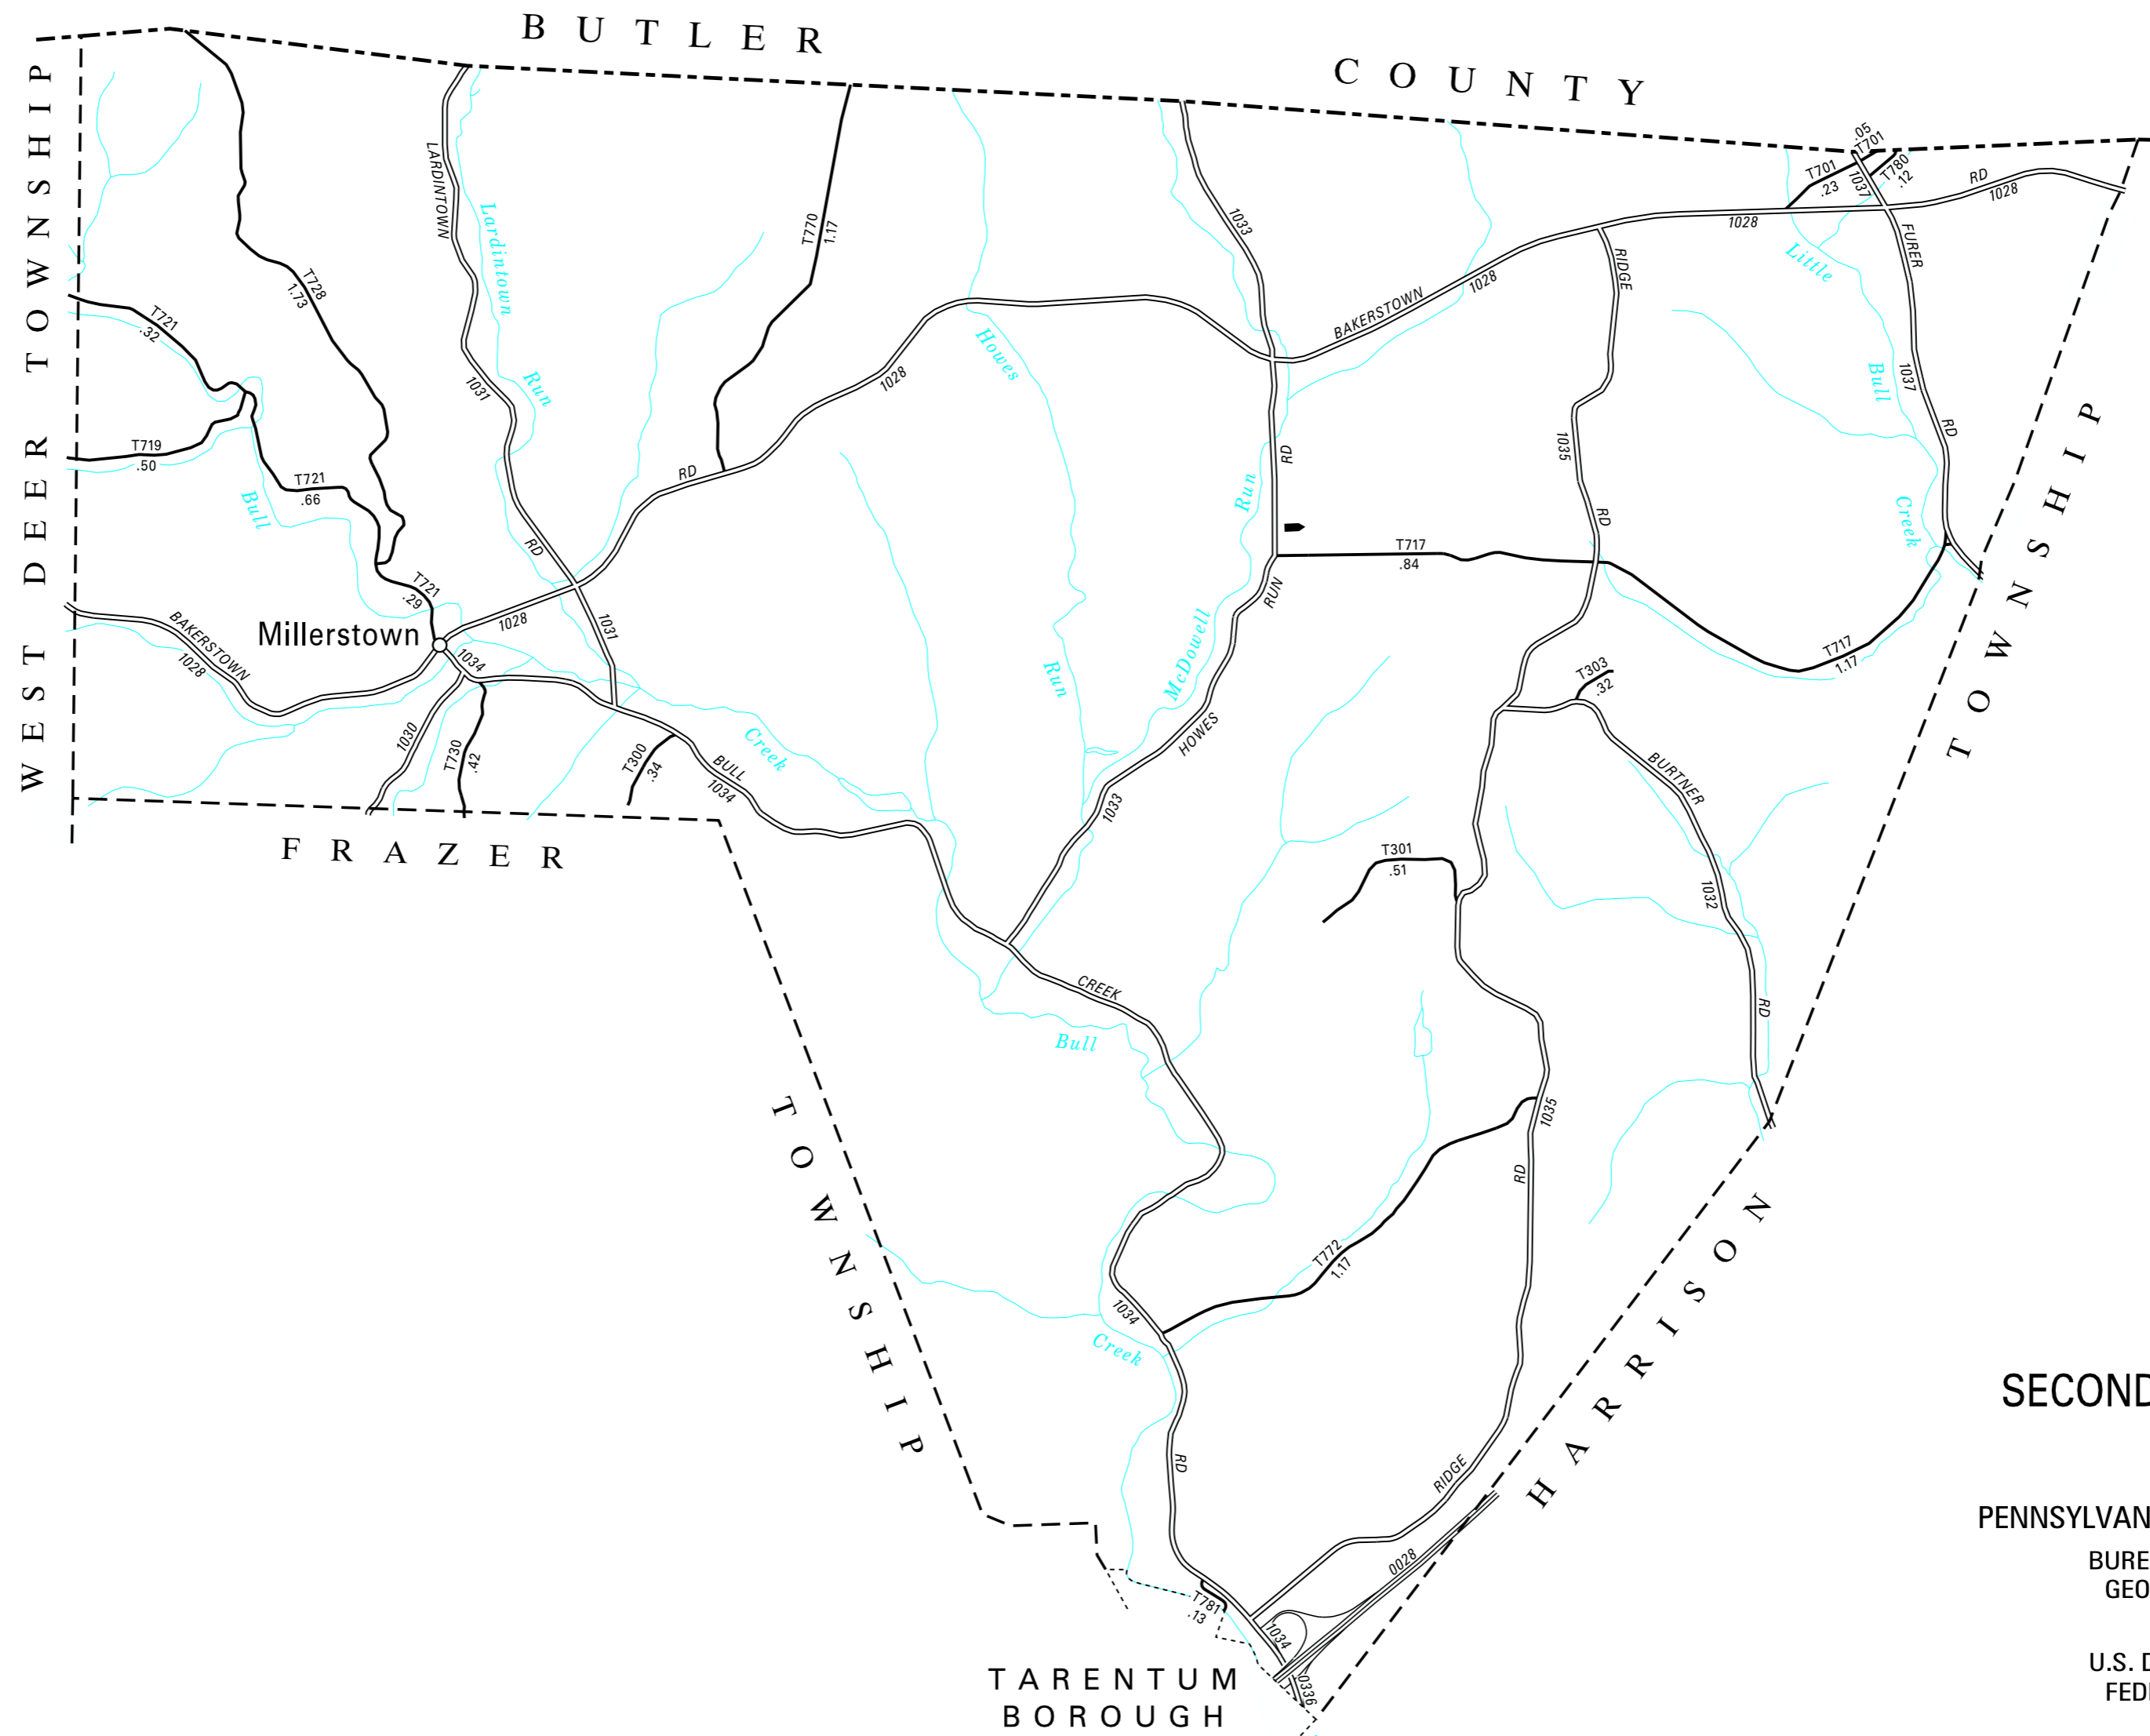 BUTLER
COUNTY
WEST DEER TOWNSHIP
LARDINTOWN
Lardintown
Run
T728
1.73
T770
1.17
1033
.05
T701
T701
.23
1037
T780
.12
RD
1028
1028
FURER
Little
RIDGE
BAKERSTOWN
1028
T721
.32
Howes
1031
1028
Bull
1037
RD
T719
.50
T721
.66
Bull
RD
RD
Run
1035
RD
Creek
RD
T717
.84
TOWNSHIP
T721
.29
BAKERSTOWN
1028
Millerstown
1028
1031
1034
Run
McDowell
RUN
T717
1.17
T303
.32
1030
T730
.42
T300
.34
BULL
1034
Creek
HOWES
1033
BURTNER
FRAZER
T301
.51
1032
CREEK
RD
Bull
TOWNSHIP
1035
RD
T772
1.17
1034
Creek
HARRISON
SECOND
RD
RIDGE
PENNSYLVAN
0028
BURE
GEO
T781
.13
1034
U.S. D
FED
0336
TARENTUM
BOROUGH